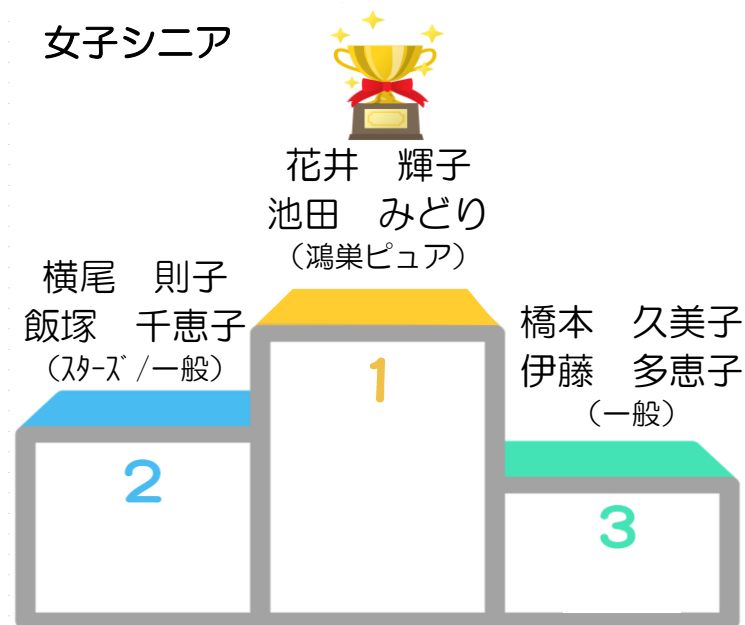 女子シニア
花井　輝子
池田　みどり
（鴻巣ピュア）
横尾　則子
飯塚　千恵子
（ｽﾀｰｽﾞ/一般）
橋本　久美子
伊藤　多恵子
（一般）
1
2
3